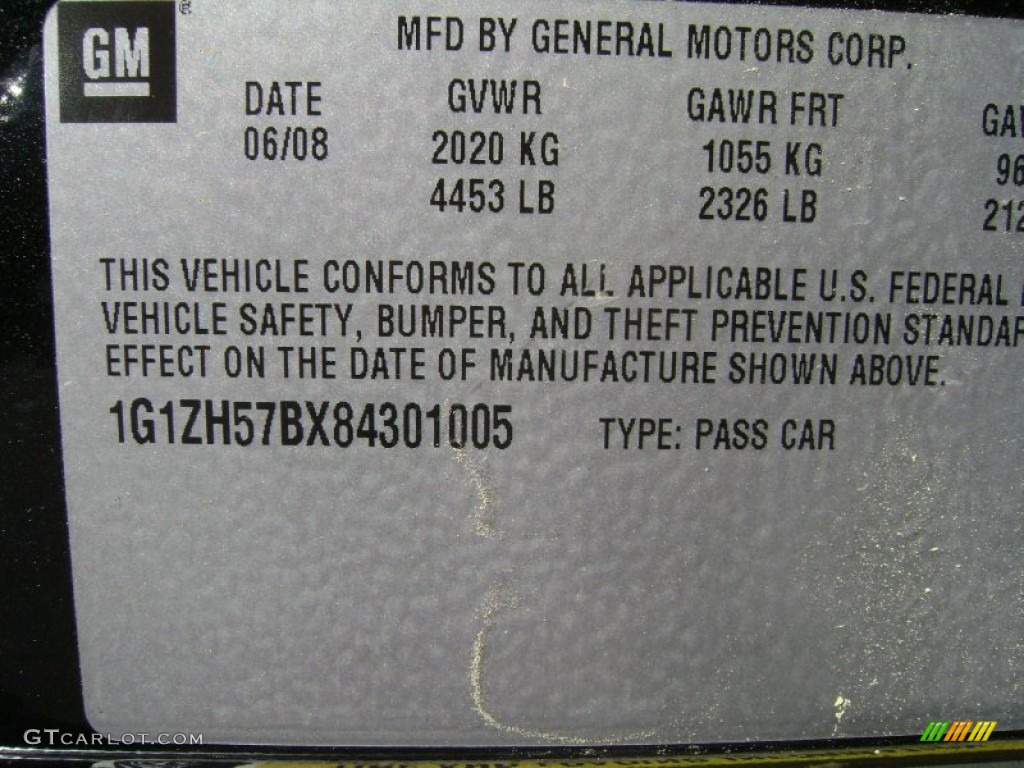 GM ®
MFD BY GENERAL MOTORS CORP.
DATE GVWR GAWR FRT
06/08 2020 KG 1055 KG
4453 LB 2326 LB
THIS VEHICLE CONFORMS TO ALL APPLICABLE U.S. FEDERAL
VEHICLE SAFETY, BUMPER, AND THEFT PREVENTION
EFFECT ON THE DATE OF MANUFACTURE SHOWN ABOVE.
1G1ZH57BX84301005 TYPE: PASS CAR
GTCARLOT.COM